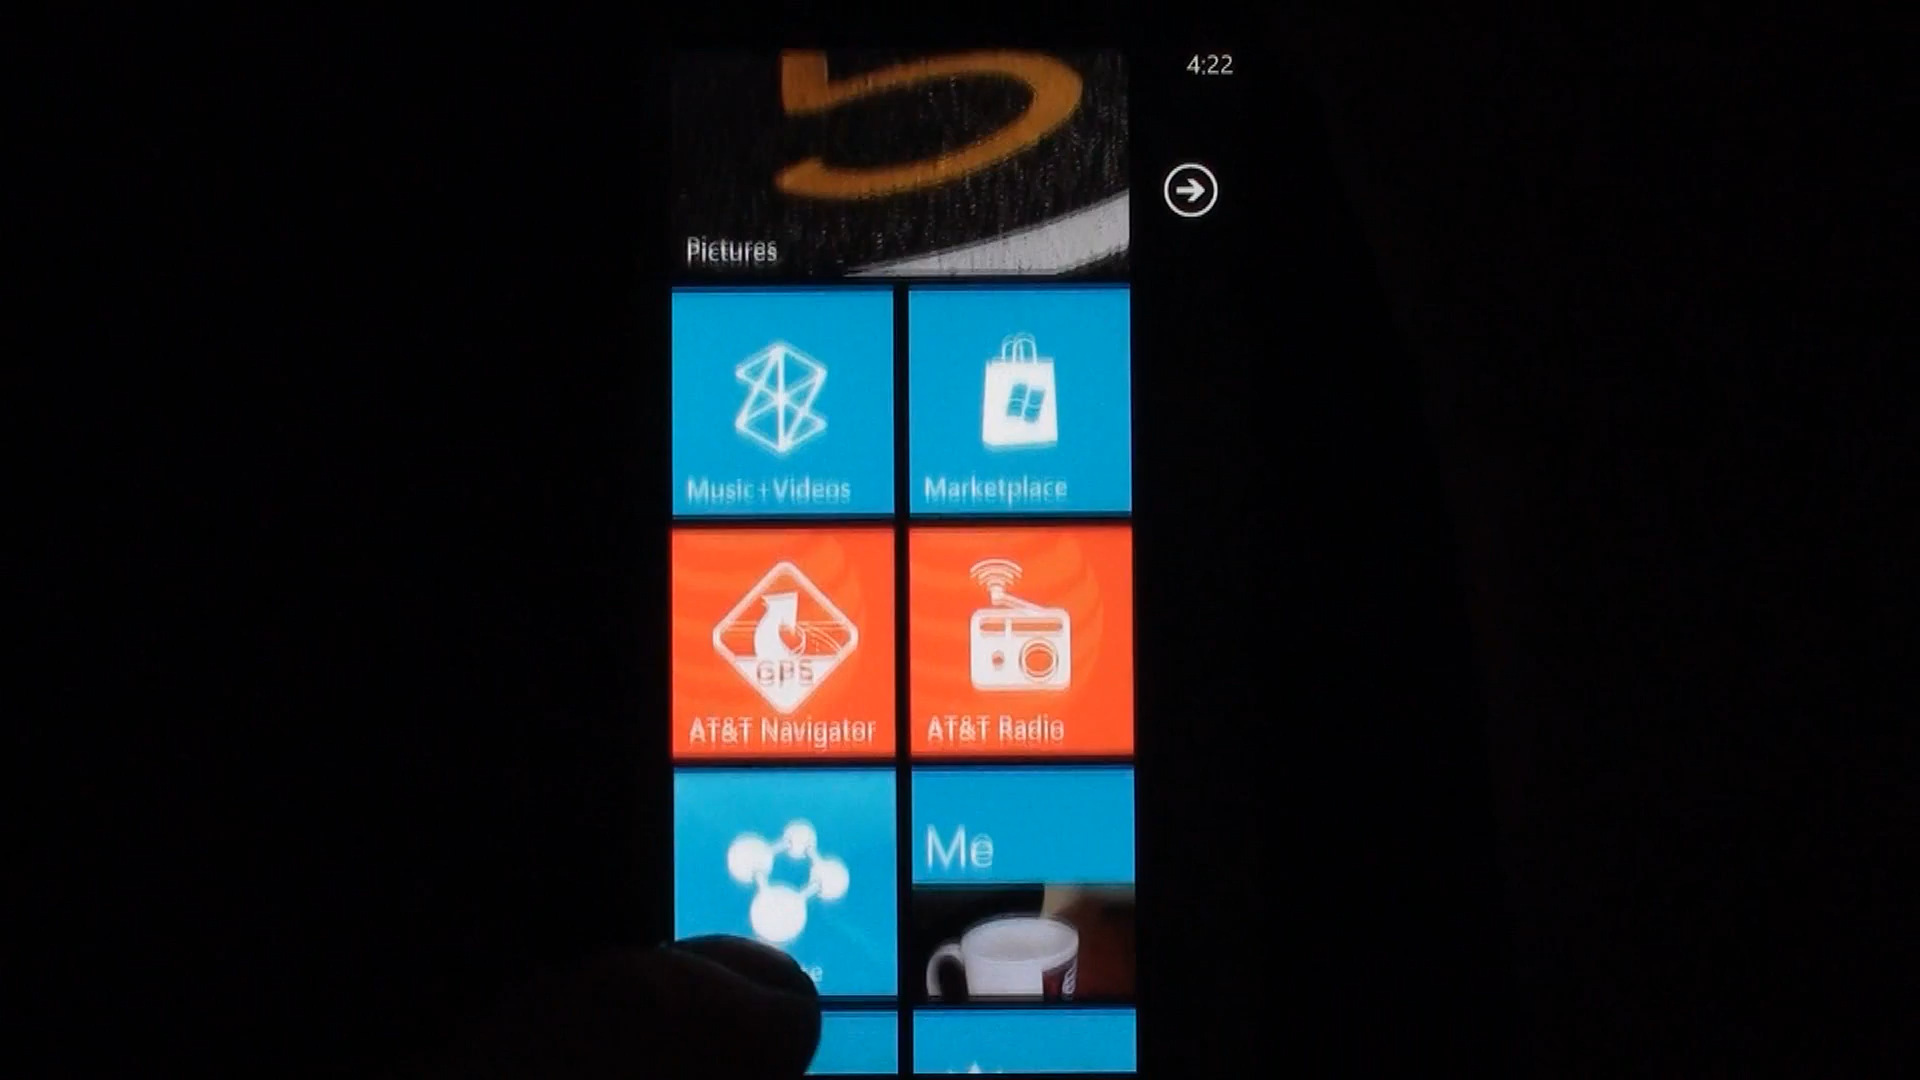 4:22
Pictures
Music+Videos
Marketplace
GPS
AT&T Navigator
AT&T Radio
Me